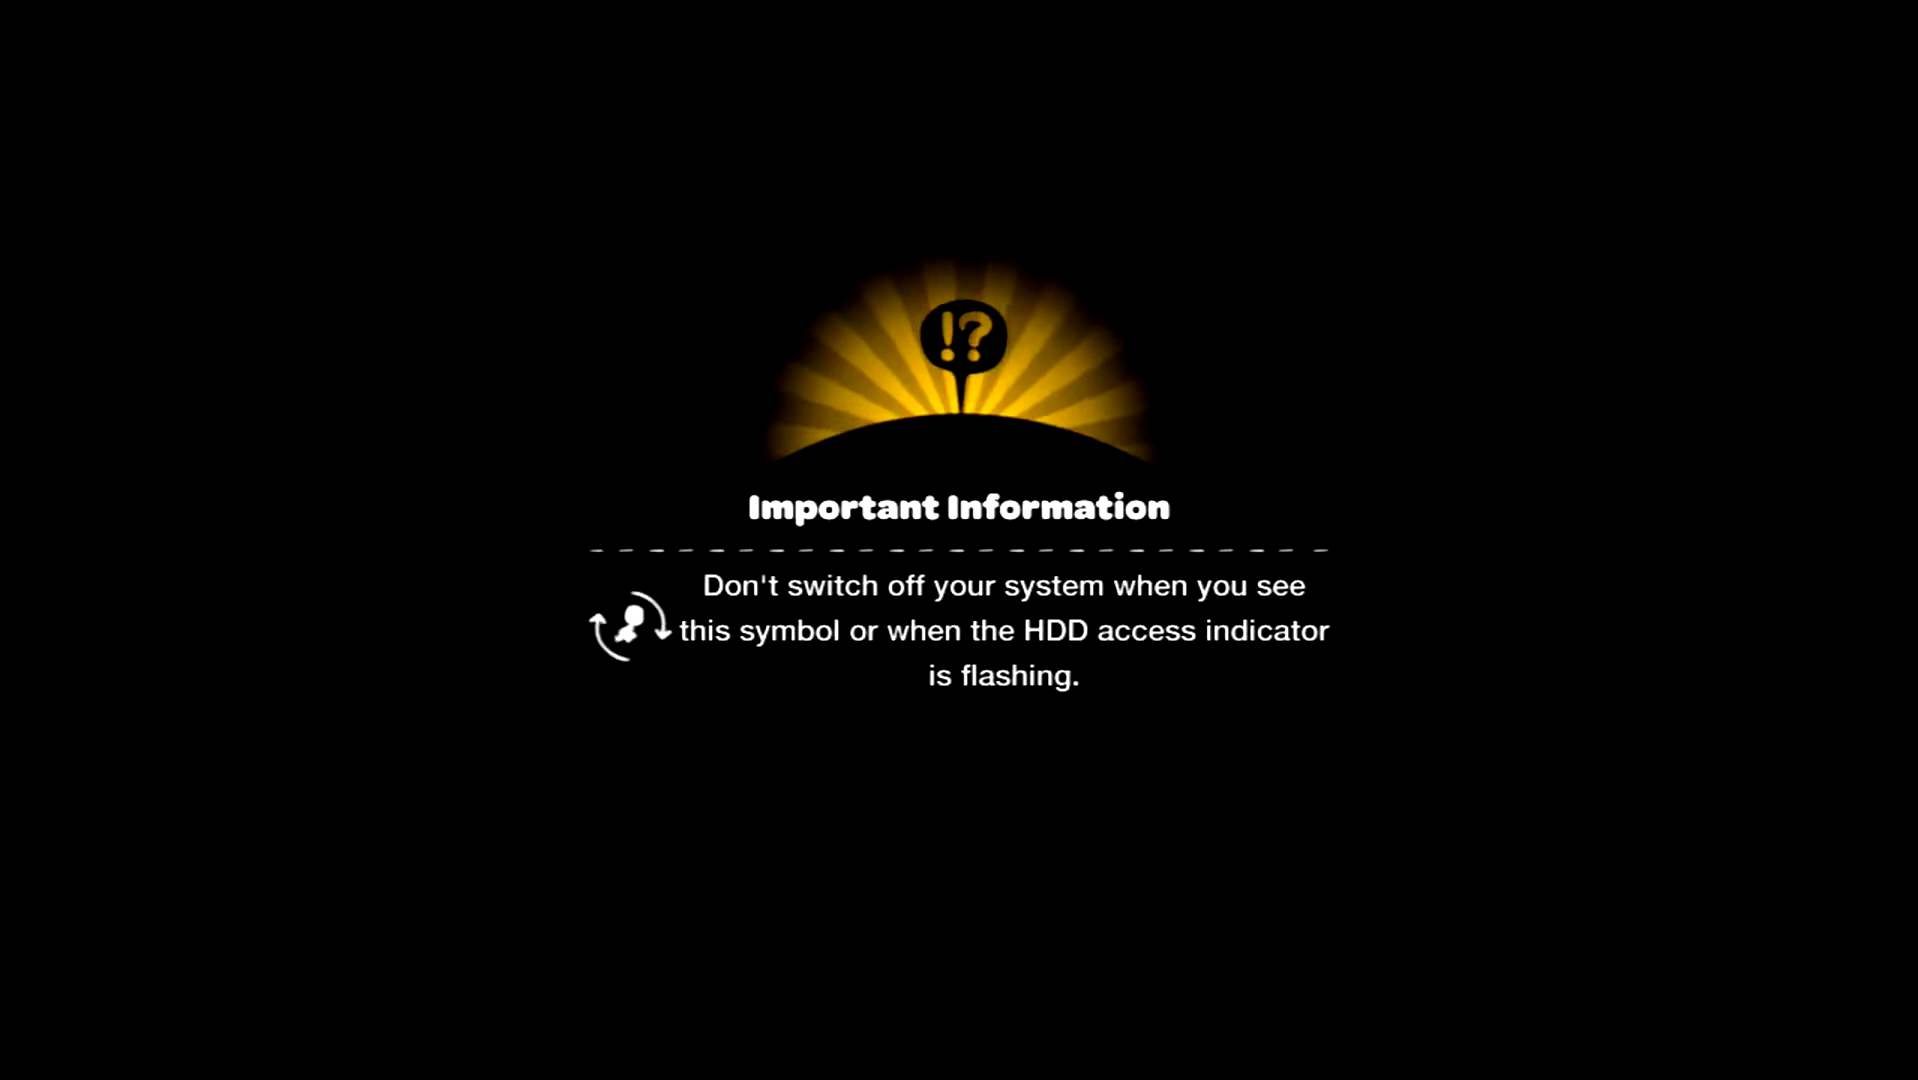 !?
Important Information
Don't switch off your system when you see
this symbol or when the HDD access indicator
is flashing.